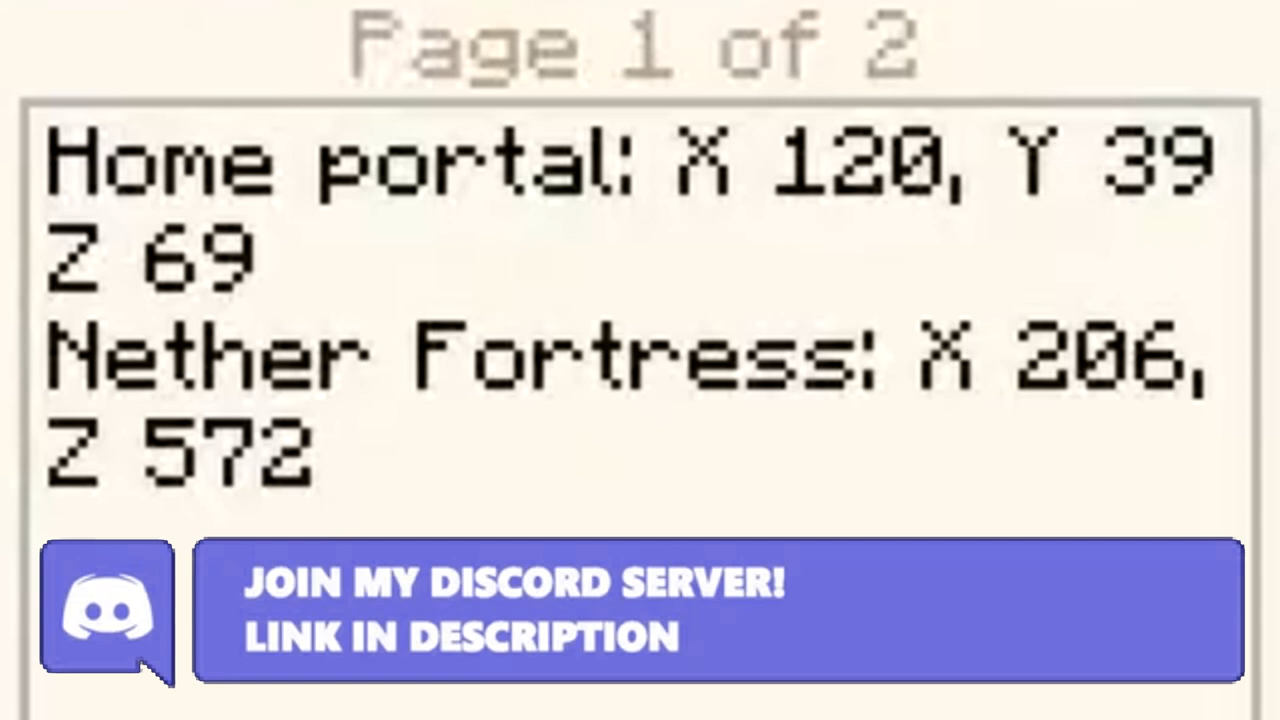 Page 1 of 2
Home portal: X 120, Y 39
Z 69
Nether Fortress: X 206,
Z 572
JOIN MY DISCORD SERVER!
LINK IN DESCRIPTION